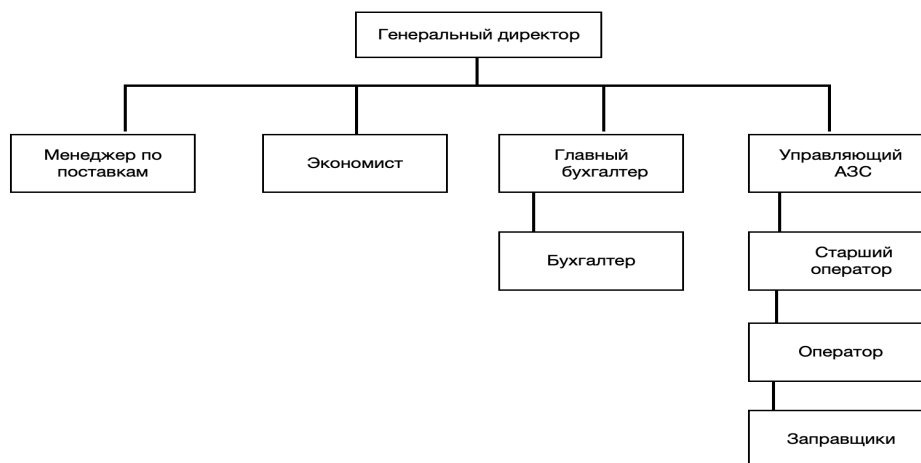 Генеральный директор
Менеджер по
поставкам
Экономист
Главный
бухгалтер
Управляющий
АЗС
Бухгалтер
Старший
оператор
Оператор
Заправщики